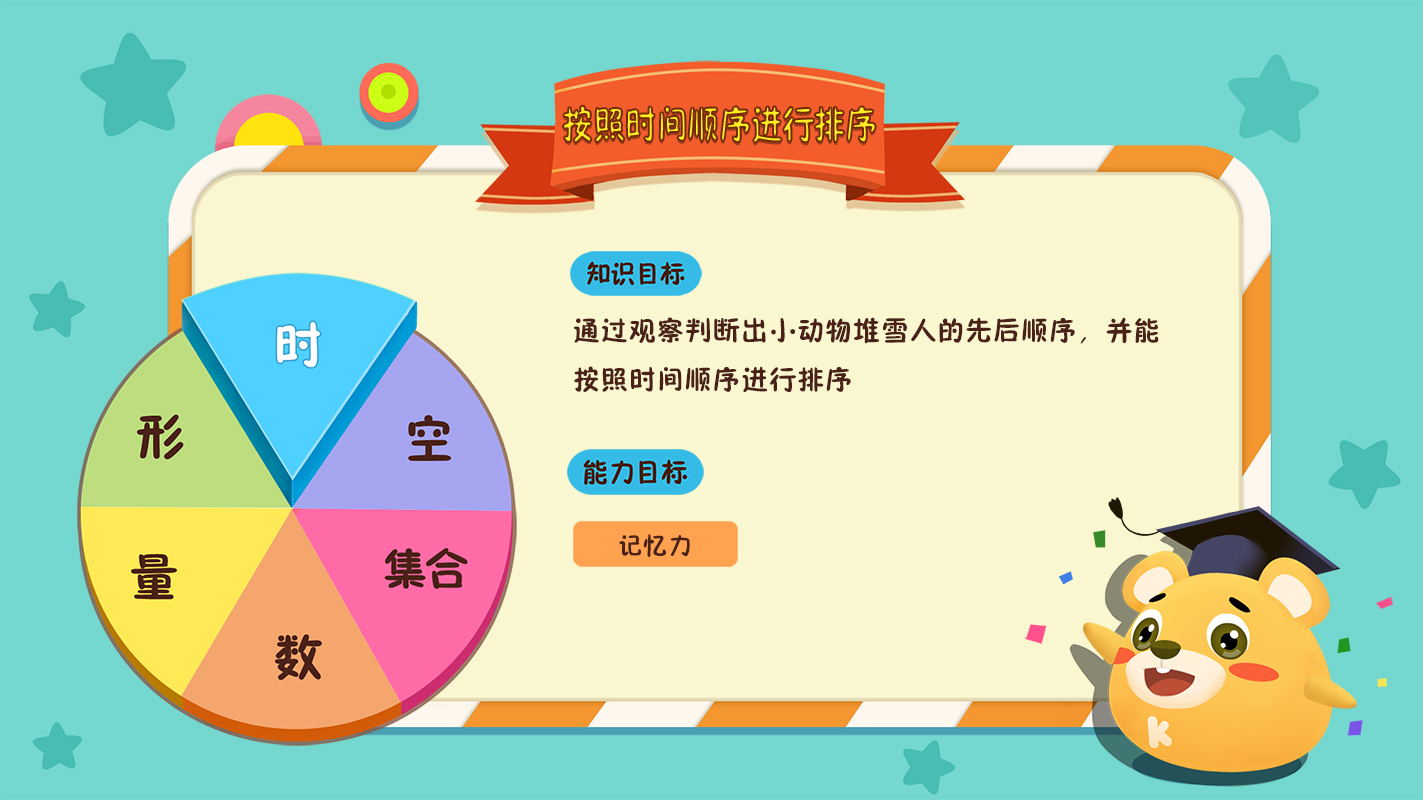 按照时间顺序进行排序
知识目标
通过观察判断出小动物堆雪人的先后顺序，并能
按照时间顺序进行排序
能力目标
记忆力
时
形
空
量
集合
数
K